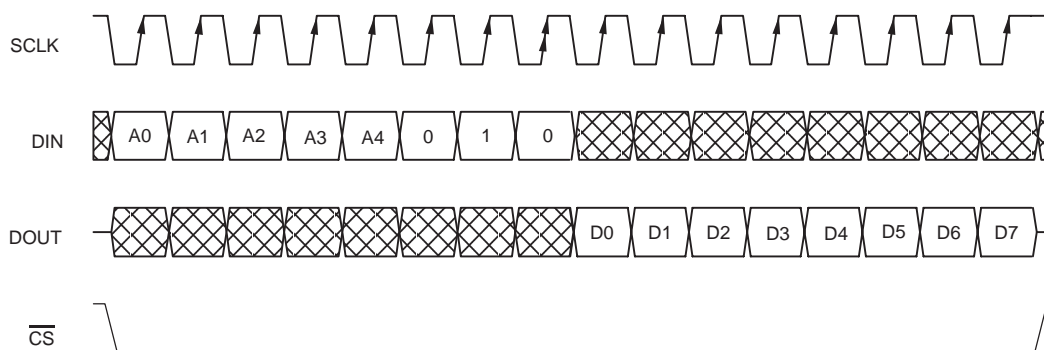 SCLK
DIN A0 A1 A2 A3 A4 0 1 0
DOUT D0 D1 D2 D3 D4 D5 D6 D7
CS